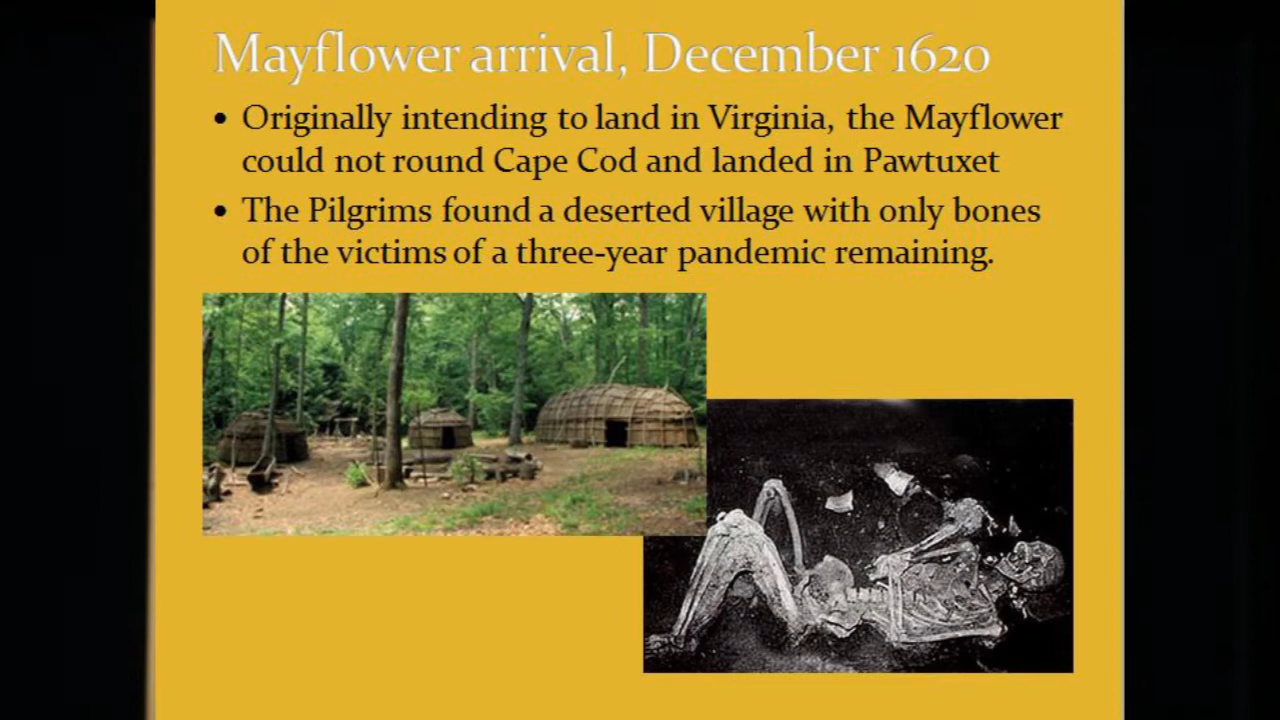 Mayflower arrival, December 1620
• Originally intending to land in Virginia, the Mayflower
could not round Cape Cod and landed in Pawtuxet
• The Pilgrims found a deserted village with only bones
of the victims of a three-year pandemic remaining.